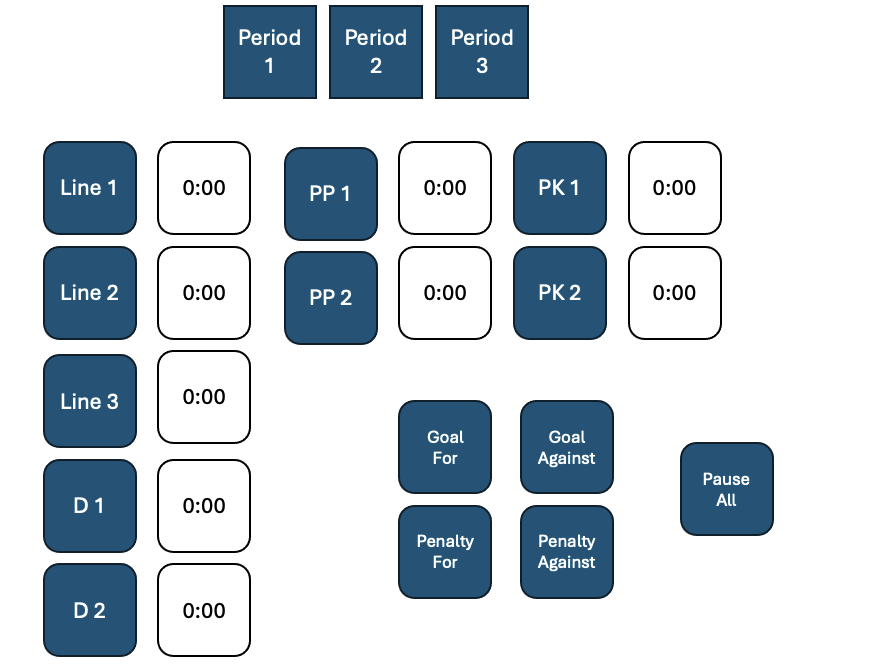 Period
1
Period
2
Period
3
Line 1
0:00
PP 1
0:00
PK 1
0:00
Line 2
0:00
PP 2
0:00
PK 2
0:00
Line 3
0:00
Goal
For
Goal
Against
Pause
All
D 1
0:00
Penalty
For
Penalty
Against
D 2
0:00